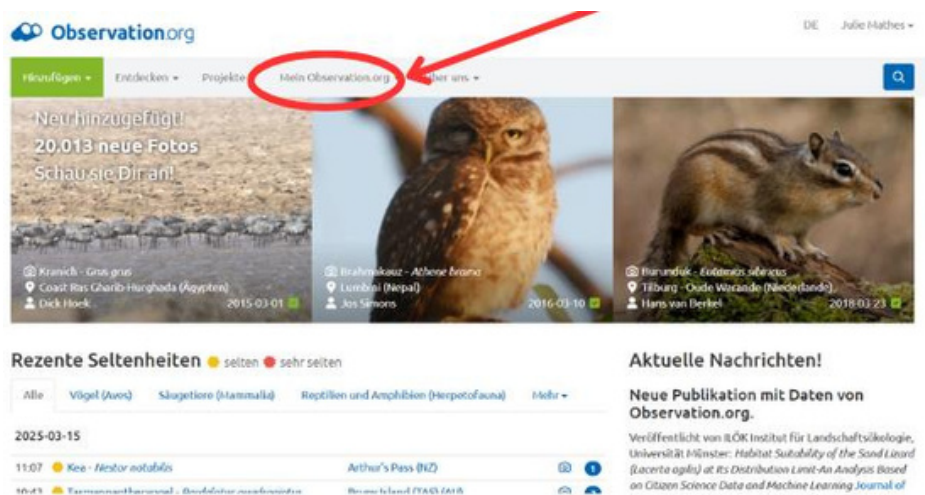 Observation.org
DE Julie Mathes
Hinzufügen Entdecken Projekte Mein Observation.org über uns
Neu hinzugefügt!
20.013 neue Fotos
Schau sie Dir an!
Kranich - Grus grus
Coast Ras Gharib-Hurghada (Ägypten)
Dick Hoek 2015-03-01
Brahmakauz - Athene brama
Lumbini (Nepal)
Jos Simons 2016-03-10
Burunduk - Eutamias sibiricus
Tilburg - Oude Warande (Niederlande)
Hans van Berkel 2018-03-23
Rezente Seltenheiten selten sehr selten
Alle Vögel (Aves) Säugetiere (Mammalia) Reptilien und Amphibien (Herpetofauna) Mehr
2025-03-15
11:07 Kea - Nestor notabilis Arthur's Pass (NZ) 1
10:43
Aktuelle Nachrichten!
Neue Publikation mit Daten von
Observation.org.
Veröffentlicht von ILÖK Institut für Landschaftsökologie,
Universität Münster: Habitat Suitability of the Sand Lizard
(Lacerta agilis) at Its Distribution Limit-An Analysis Based
on Citizen Science Data and Machine Learning Journal of